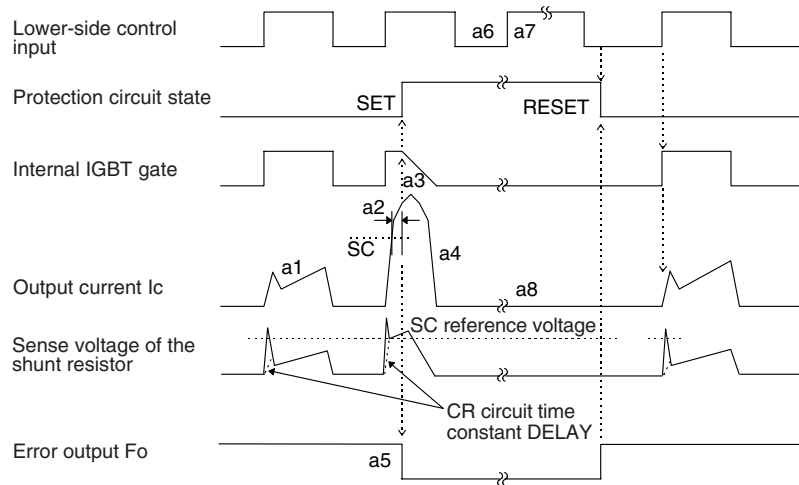 Lower-side control
input
a6
a7
Protection circuit state
SET
RESET
Internal IGBT gate
a3
a2
SC
a4
a1
Output current Ic
a8
SC reference voltage
Sense voltage of the
shunt resistor
CR circuit time
constant DELAY
Error output Fo
a5